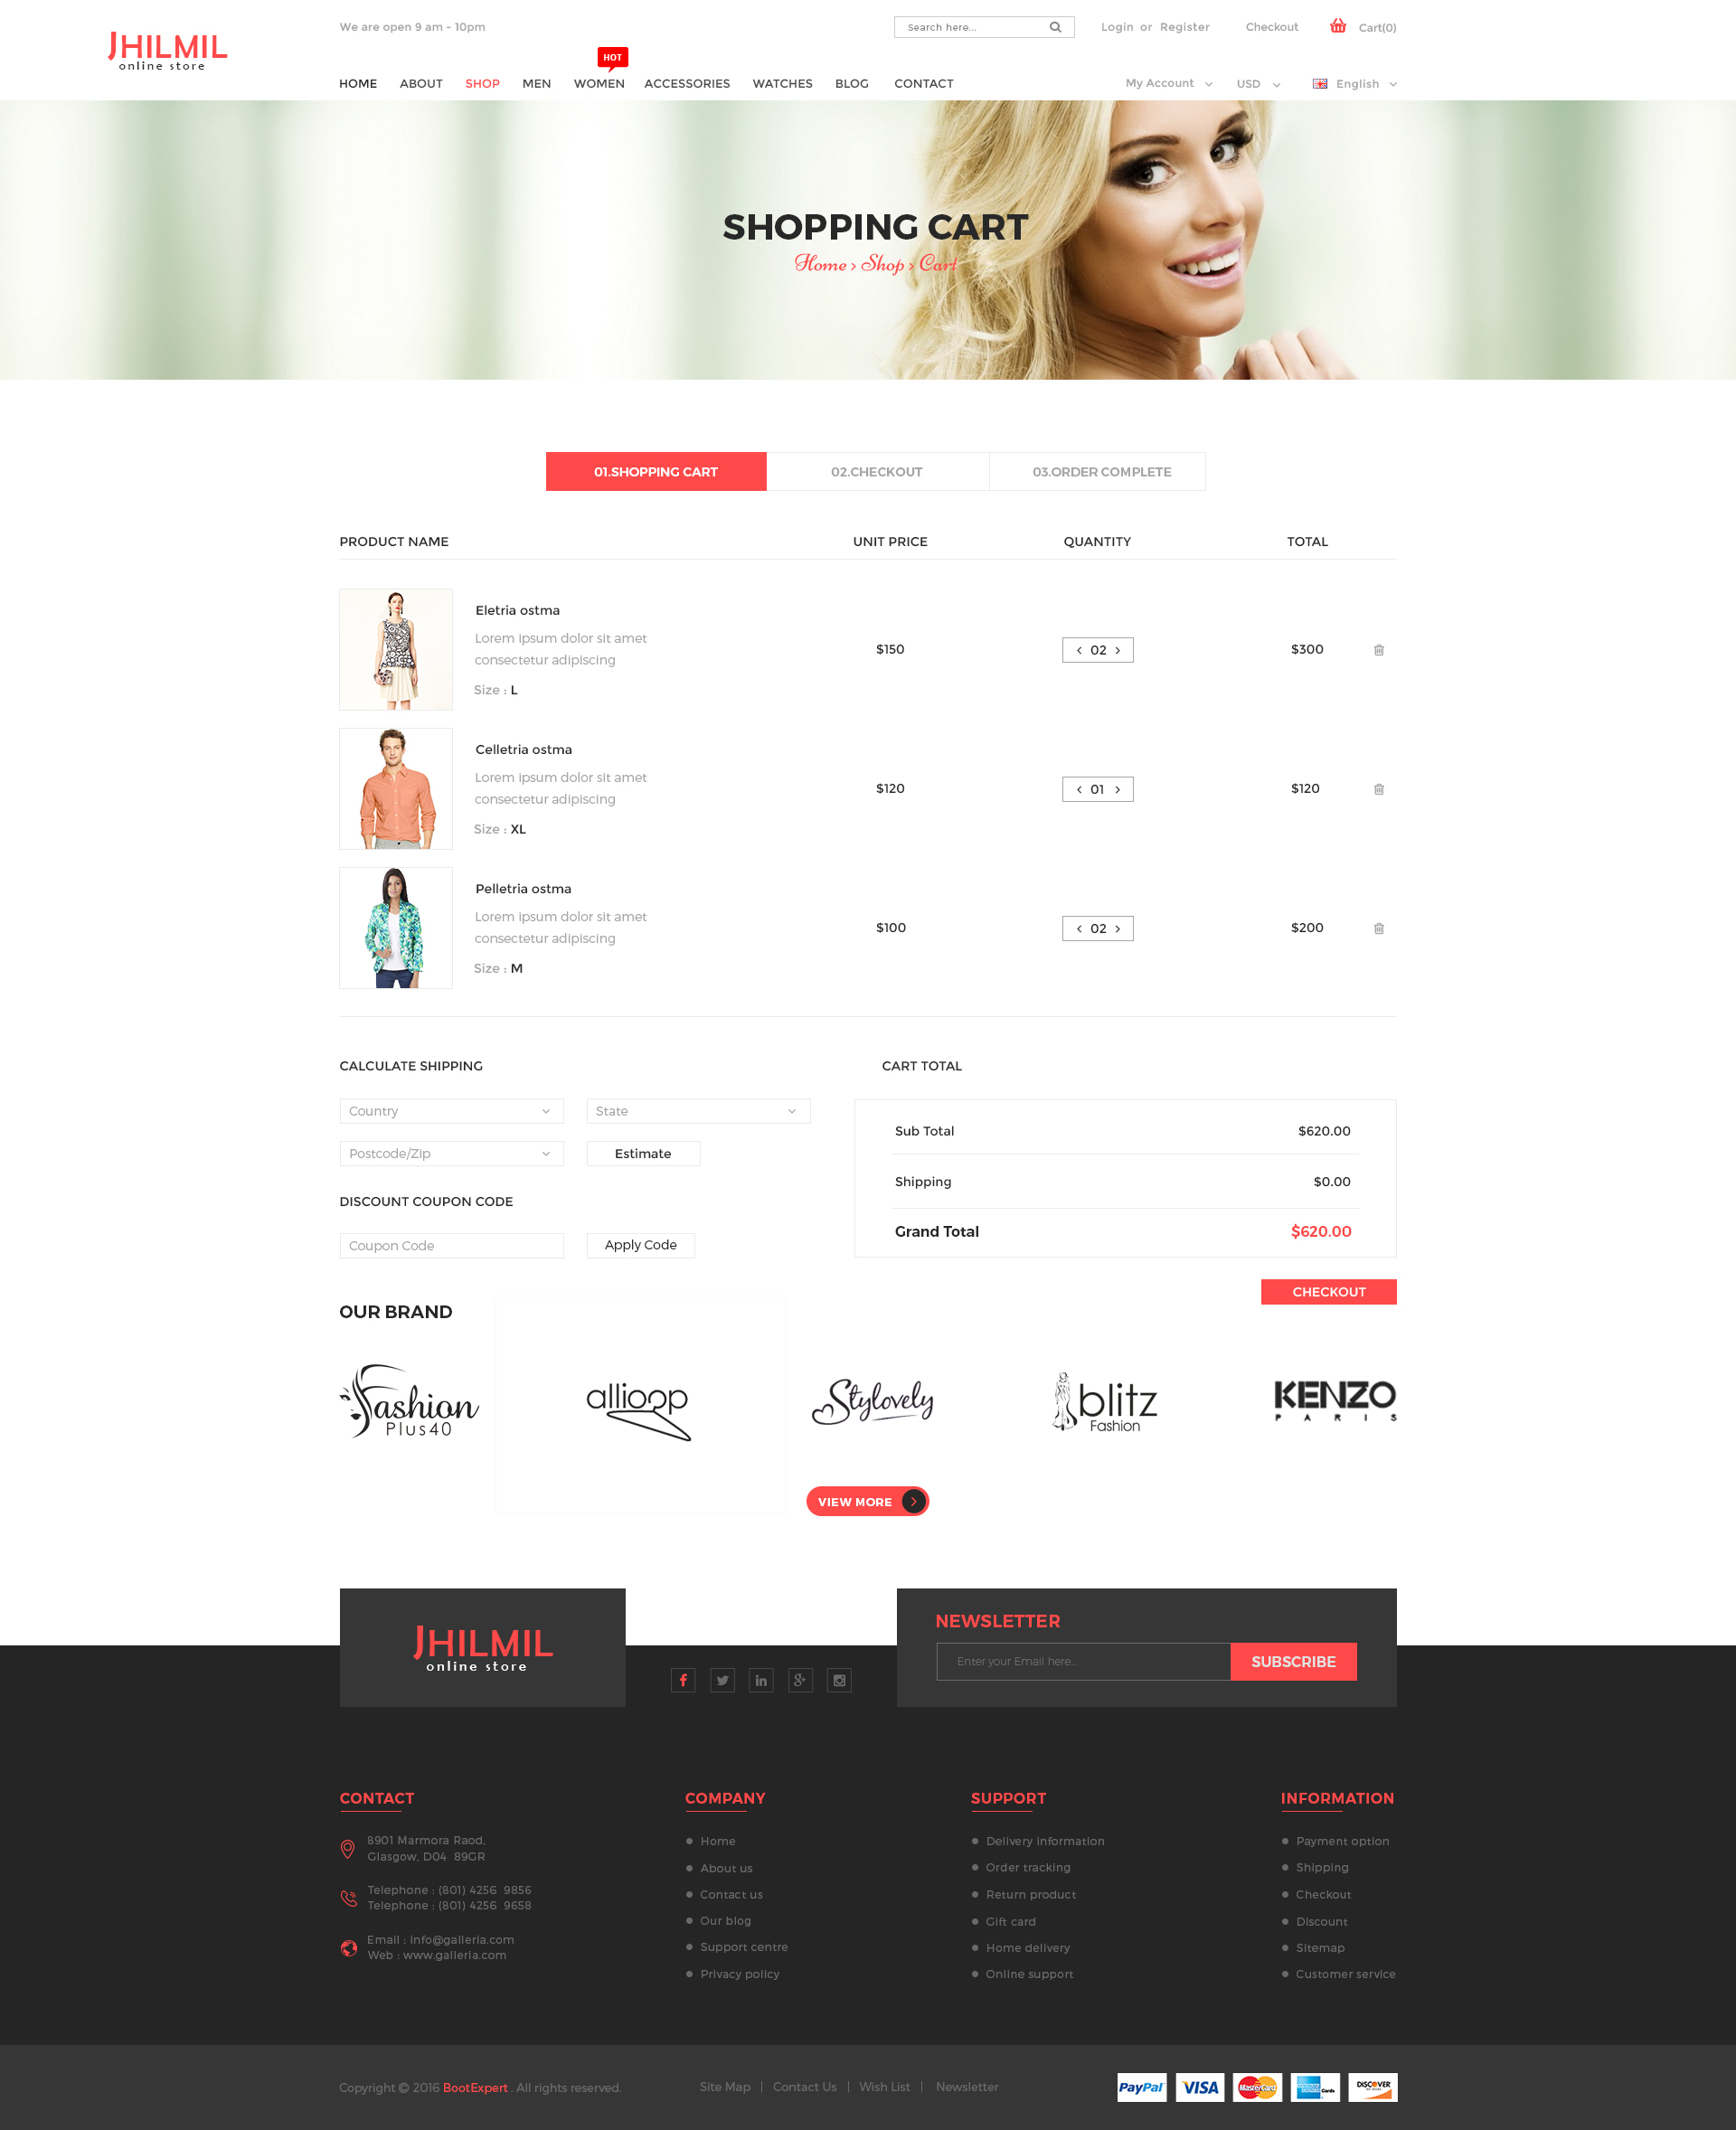 JHILMIL
online store
We are open 9 am - 10pm
Search here...
Login or Register
Checkout
Cart(0)
HOT
HOME ABOUT SHOP MEN WOMEN ACCESSORIES WATCHES BLOG CONTACT
My Account USD English
SHOPPING CART
Home > Shop > Cart
01.SHOPPING CART 02.CHECKOUT 03.ORDER COMPLETE
PRODUCT NAME UNIT PRICE QUANTITY TOTAL
Eletria ostma
Lorem ipsum dolor sit amet
consectetur adipiscing
Size : L
$150 < 02 > $300
Celletria ostma
Lorem ipsum dolor sit amet
consectetur adipiscing
Size : XL
$120 < 01 > $120
Pelletria ostma
Lorem ipsum dolor sit amet
consectetur adipiscing
Size : M
$100 < 02 > $200
CALCULATE SHIPPING
Country State
Postcode/Zip Estimate
DISCOUNT COUPON CODE
Coupon Code Apply Code
CART TOTAL
Sub Total $620.00
Shipping $0.00
Grand Total $620.00
CHECKOUT
OUR BRAND
Fashion
Plus40
allioop
Stylovely
blitz
Fashion
KENZO
PARIS
VIEW MORE >
JHILMIL
online store
f in g+
NEWSLETTER
Enter your Email here...
SUBSCRIBE
CONTACT
8901 Marmora Raod,
Glasgow, D04 89GR
Telephone : (801) 4256 9856
Telephone : (801) 4256 9658
Email : info@galleria.com
Web : www.galleria.com
COMPANY
Home
About us
Contact us
Our blog
Support centre
Privacy policy
SUPPORT
Delivery information
Order tracking
Return product
Gift card
Home delivery
Online support
INFORMATION
Payment option
Shipping
Checkout
Discount
Sitemap
Customer service
Copyright © 2016 BootExpert . All rights reserved.
Site Map | Contact Us | Wish List | Newsletter
PayPal
VISA
MasterCard
AMERICAN EXPRESS Cards
DISCOVER